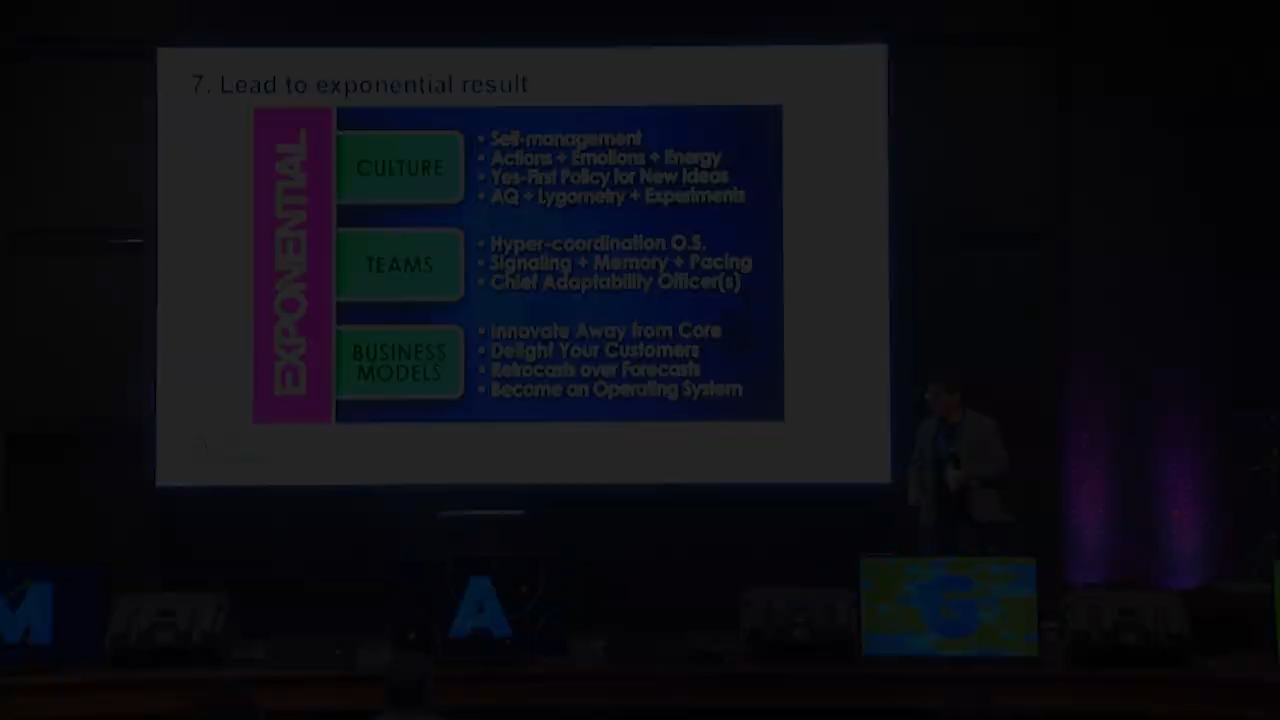 7. Lead to exponential result
EXPONENTIAL
CULTURE
• Self-management
• Actions + Emotions + Energy
• Yes-First Policy for New Ideas
• AQ + Lygometry + Experiments
TEAMS
• Hyper-coordination O.S.
• Signaling + Memory + Pacing
• Chief Adaptability Officer(s)
BUSINESS
MODELS
• Innovate Away from Core
• Delight Your Customers
• Retrocasts over Forecasts
• Become an Operating System
M
A
G